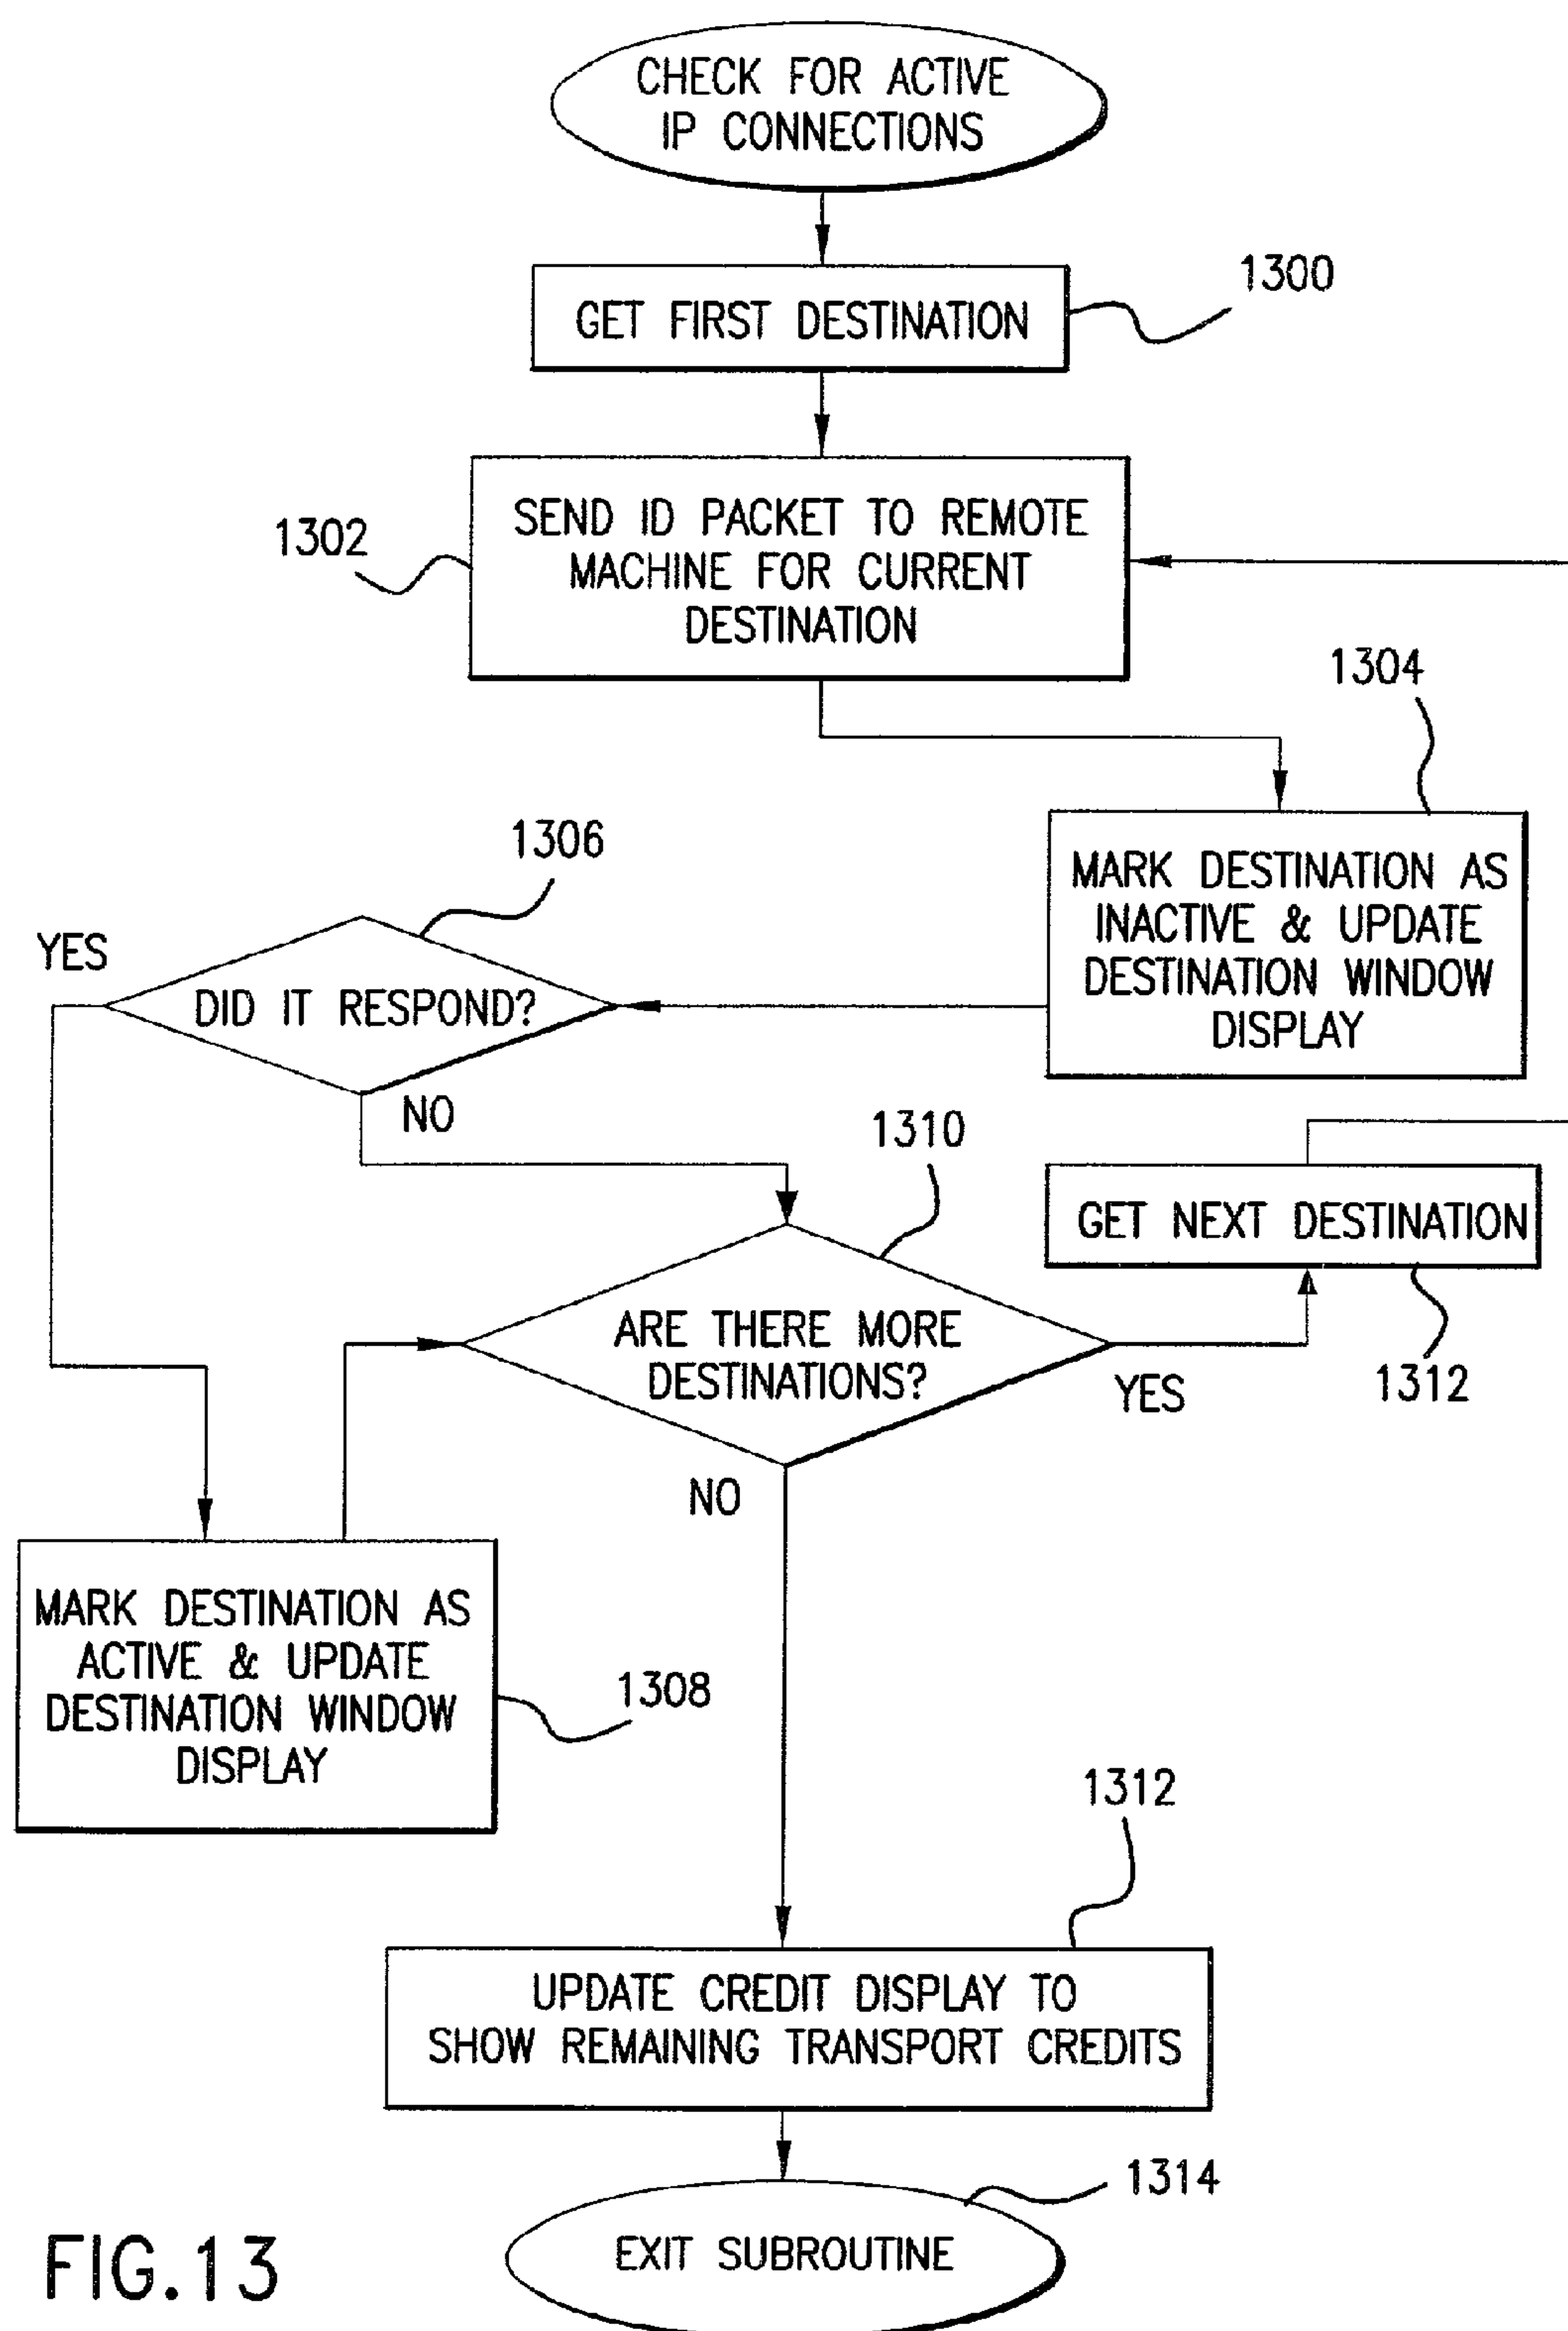 CHECK FOR ACTIVE
IP CONNECTIONS
1300
GET FIRST DESTINATION
1302
SEND ID PACKET TO REMOTE
MACHINE FOR CURRENT
DESTINATION
1304
MARK DESTINATION AS
INACTIVE & UPDATE
DESTINATION WINDOW
DISPLAY
1306
YES
DID IT RESPOND?
NO
1310
GET NEXT DESTINATION
1312
ARE THERE MORE
DESTINATIONS?
YES
NO
MARK DESTINATION AS
ACTIVE & UPDATE
DESTINATION WINDOW
DISPLAY
1308
1312
UPDATE CREDIT DISPLAY TO
SHOW REMAINING TRANSPORT CREDITS
1314
EXIT SUBROUTINE
FIG.13